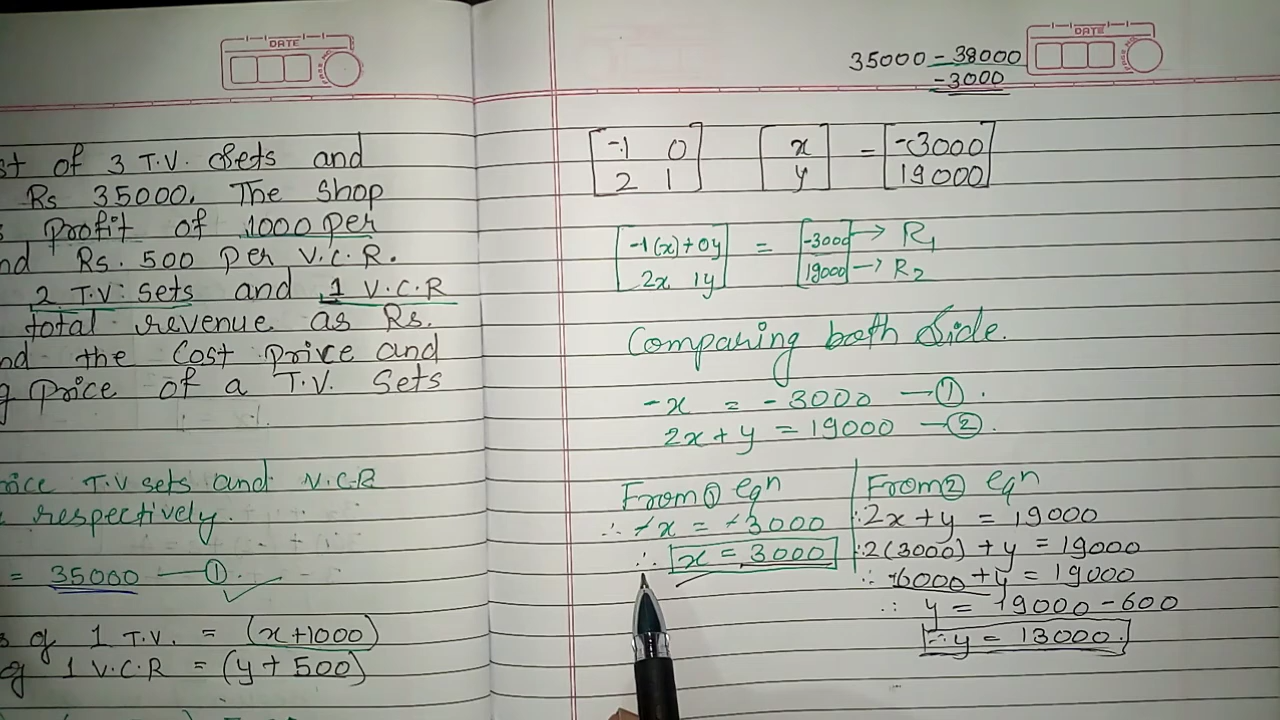 DATE
st of 3 T.V. Sets and
Rs 35000. The Shop
s profit of 1000 per
nd Rs. 500 per V.C.R.
2 T.V. Sets and 1 V.C.R
total revenue as Rs.
nd the Cost price and
g price of a T.V. Sets
rice T.V sets and V.C.R
respectively.
= 35000 — ①.
s of 1 T.V. = (x+1000)
of 1 V.C.R = (y+500)
DATE
35000 - 38000
-3000
[-1 0] [x] = [-3000]
[2 1] [y] [19000]
[-1(x)+0y] = [-3000] → R1
[2x 1y] [19000] → R2
Comparing both Side.
-x = -3000 — ①.
2x + y = 19000 — ②.
From ① eqn
∴ -x = -3000
∴ x = 3000
From ② eqn
∴ 2x + y = 19000
∴ 2(3000) + y = 19000
∴ 6000 + y = 19000
∴ y = 19000 - 600
∴ y = 13000.